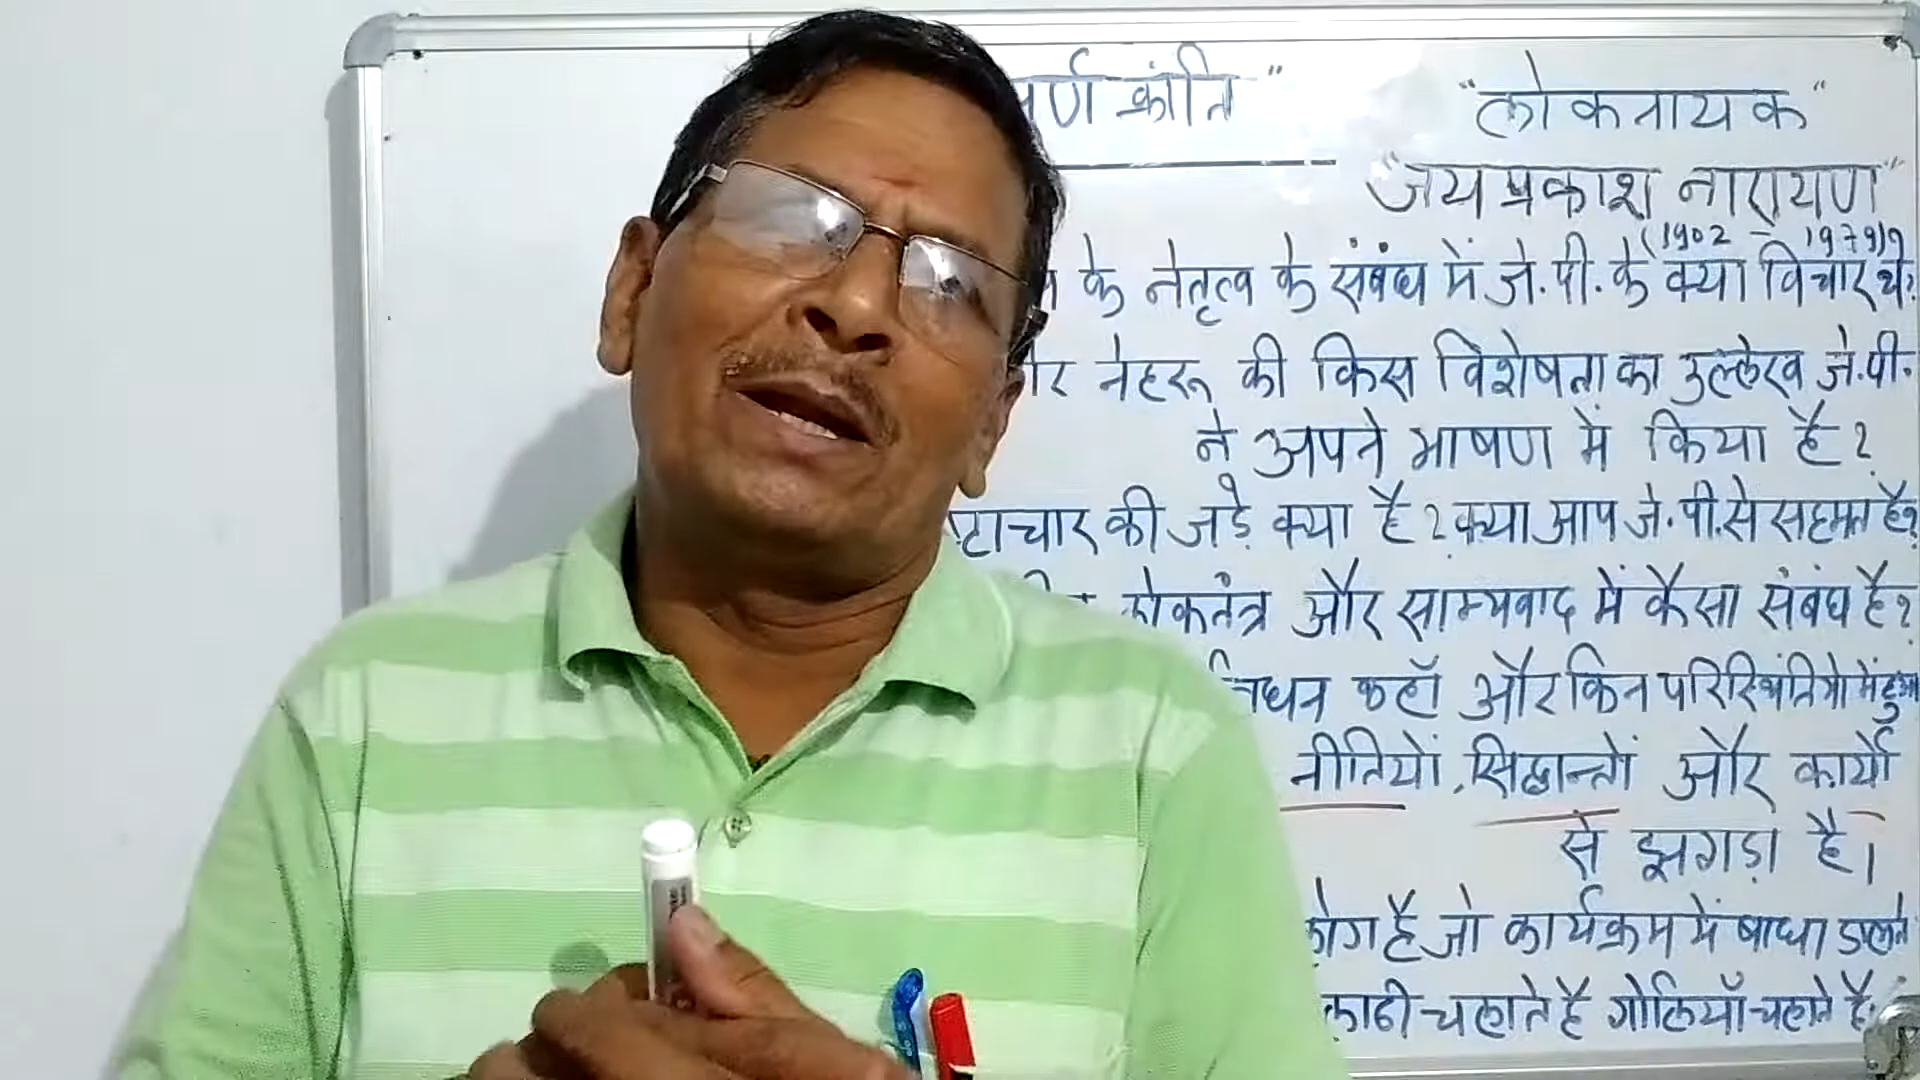 क्रांति" "लोकनायक"
"जयप्रकाश नारायण"
(1902 - 1979)
के नेतृत्व के संबंध में जे.पी. के क्या विचार थे?
नेहरू की किस विशेषता का उल्लेख जे.पी.
ने अपने भाषण में किया है?
की जड़े क्या है? क्या आप जे.पी. से सहमत है?
लोकतंत्र और साम्यवाद में कैसा संबंध है?
कहाँ और किन परिस्थितियो में हुआ
नीतियों, सिद्धान्तों और कार्यो
से झगड़ा है।
है जो कार्यक्रम में बाधा डालते
लाठी चलाते है गोलियाँ चलाते है।